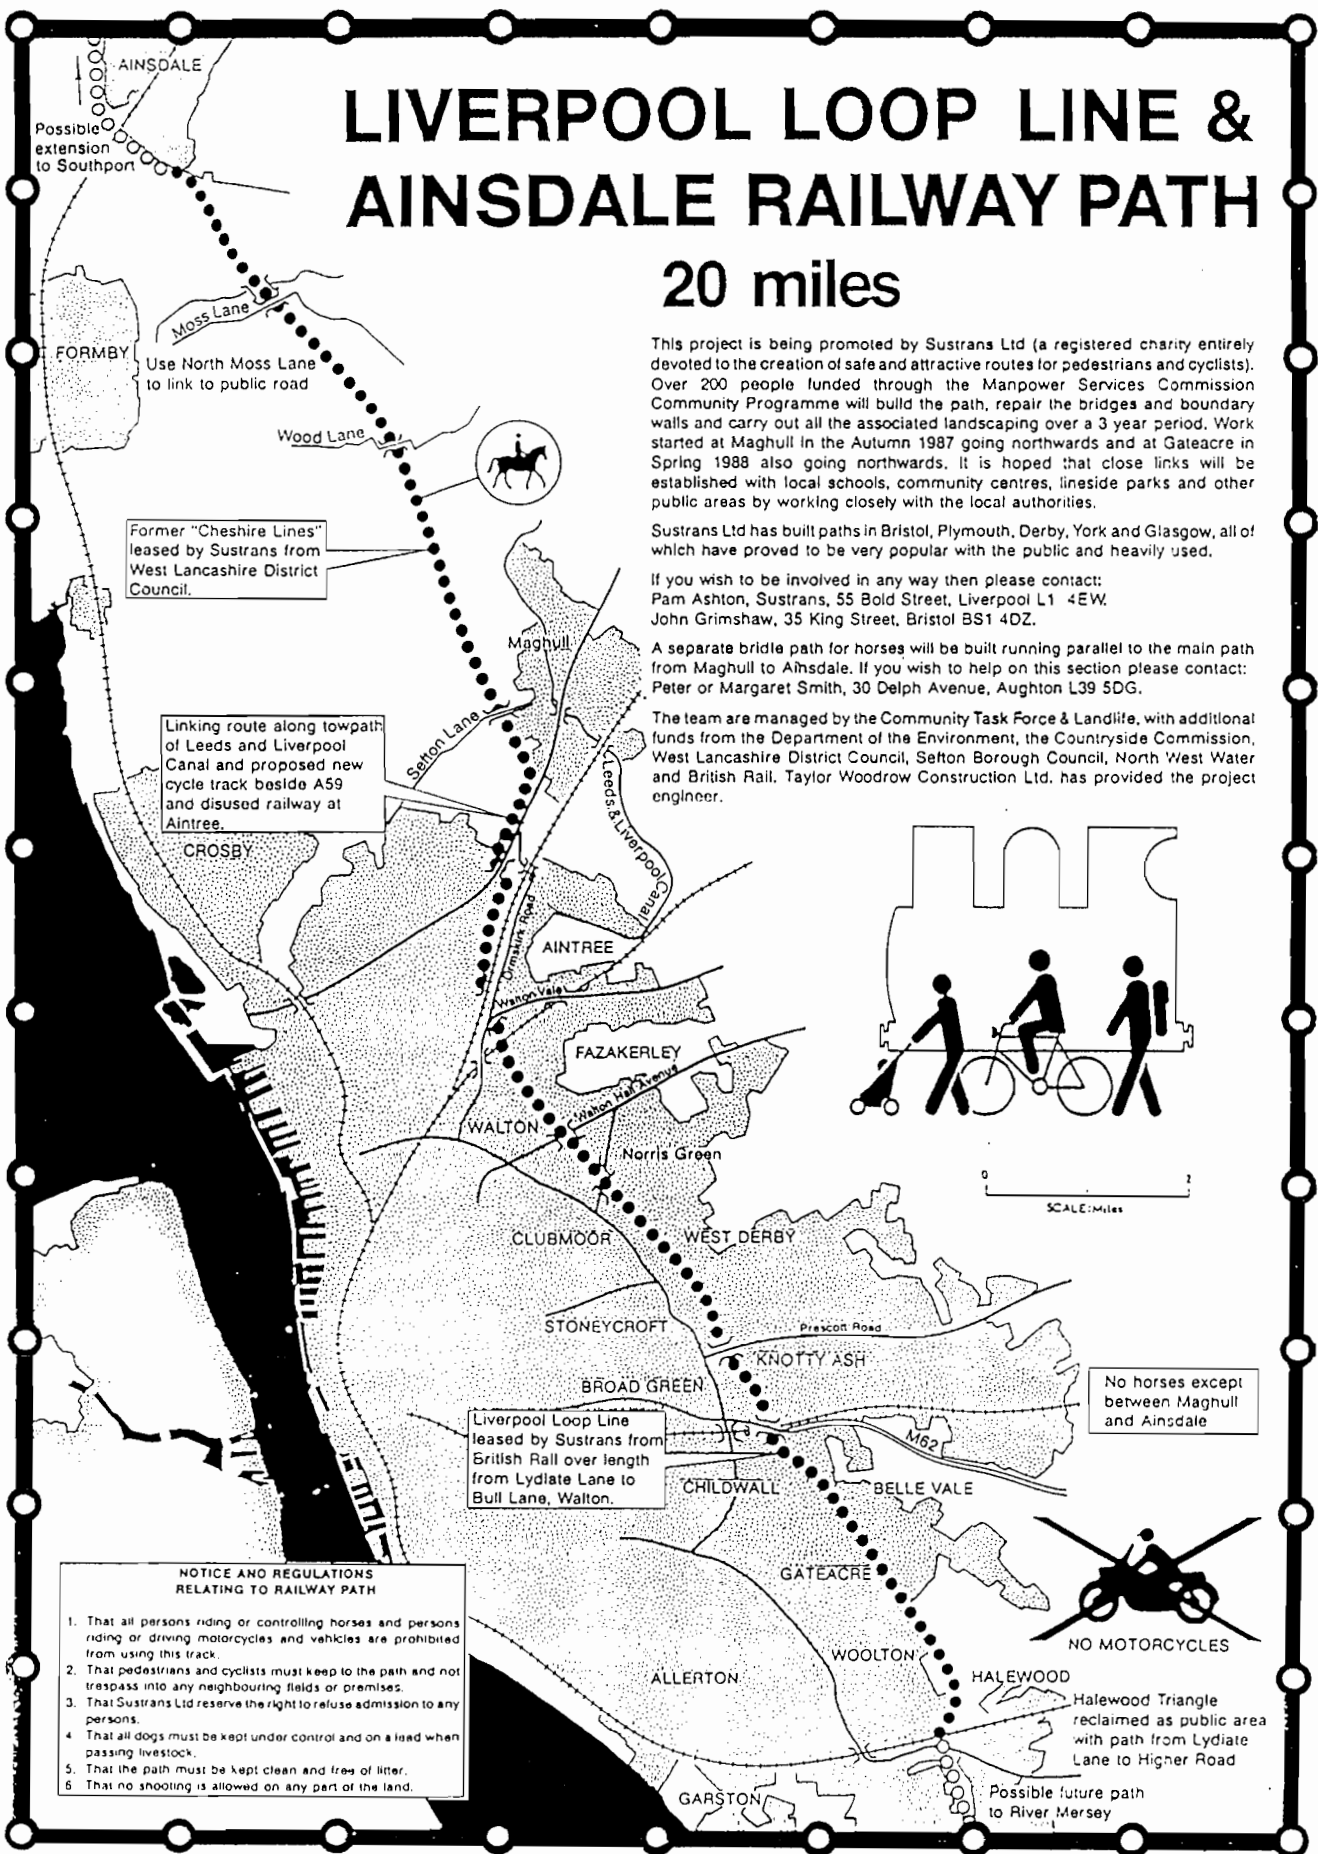 AINSDALE
Possible
extension
to Southport
LIVERPOOL LOOP LINE &
AINSDALE RAILWAY PATH
20 miles
Moss Lane
FORMBY
Use North Moss Lane
to link to public road
Wood Lane
This project is being promoted by Sustrans Ltd (a registered charity entirely
devoted to the creation of safe and attractive routes for pedestrians and cyclists).
Over 200 people funded through the Manpower Services Commission
Community Programme will build the path, repair the bridges and boundary
walls and carry out all the associated landscaping over a 3 year period. Work
started at Maghull in the Autumn 1987 going northwards and at Gateacre in
Spring 1988 also going northwards. It is hoped that close links will be
established with local schools, community centres, lineside parks and other
public areas by working closely with the local authorities.
Sustrans Ltd has built paths in Bristol, Plymouth, Derby, York and Glasgow, all of
which have proved to be very popular with the public and heavily used.
If you wish to be involved in any way then please contact:
Pam Ashton, Sustrans, 55 Bold Street, Liverpool L1 4EW.
John Grimshaw, 35 King Street, Bristol BS1 4DZ.
A separate bridle path for horses will be built running parallel to the main path
from Maghull to Ainsdale. If you wish to help on this section please contact:
Peter or Margaret Smith, 30 Delph Avenue, Aughton L39 5DG.
The team are managed by the Community Task Force & Landlife, with additional
funds from the Department of the Environment, the Countryside Commission,
West Lancashire District Council, Sefton Borough Council, North West Water
and British Rail. Taylor Woodrow Construction Ltd. has provided the project
engineer.
Former "Cheshire Lines"
leased by Sustrans from
West Lancashire District
Council.
Maghull
Sefton Lane
Linking route along towpath
of Leeds and Liverpool
Canal and proposed new
cycle track beside A59
and disused railway at
Aintree.
Leeds & Liverpool Canal
CROSBY
Ormskirk Road
AINTREE
Walton Vale
FAZAKERLEY
Walton Hall Avenue
WALTON
Norris Green
0 2
SCALE: Miles
CLUBMOOR
WEST DERBY
STONEYCROFT
Prescott Road
KNOTTY ASH
BROAD GREEN
No horses except
between Maghull
and Ainsdale
Liverpool Loop Line
leased by Sustrans from
British Rail over length
from Lydiate Lane to
Bull Lane, Walton.
M62
CHILDWALL
BELLE VALE
GATEACRE
NO MOTORCYCLES
WOOLTON
ALLERTON
HALEWOOD
Halewood Triangle
reclaimed as public area
with path from Lydiate
Lane to Higher Road
GARSTON
Possible future path
to River Mersey
NOTICE AND REGULATIONS
RELATING TO RAILWAY PATH
1. That all persons riding or controlling horses and persons
riding or driving motorcycles and vehicles are prohibited
from using this track.
2. That pedestrians and cyclists must keep to the path and not
trespass into any neighbouring fields or premises.
3. That Sustrans Ltd reserve the right to refuse admission to any
persons.
4 That all dogs must be kept under control and on a lead when
passing livestock.
5. That the path must be kept clean and free of litter.
6 That no shooting is allowed on any part of the land.